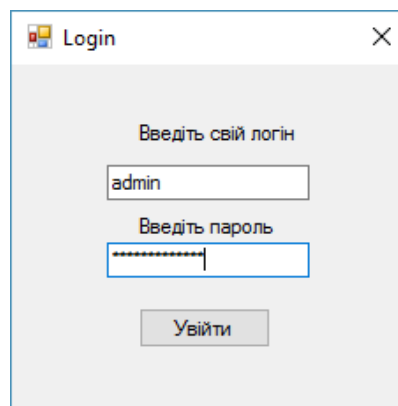 Login
Введіть свій логін
admin
Введіть пароль
*************
Увійти